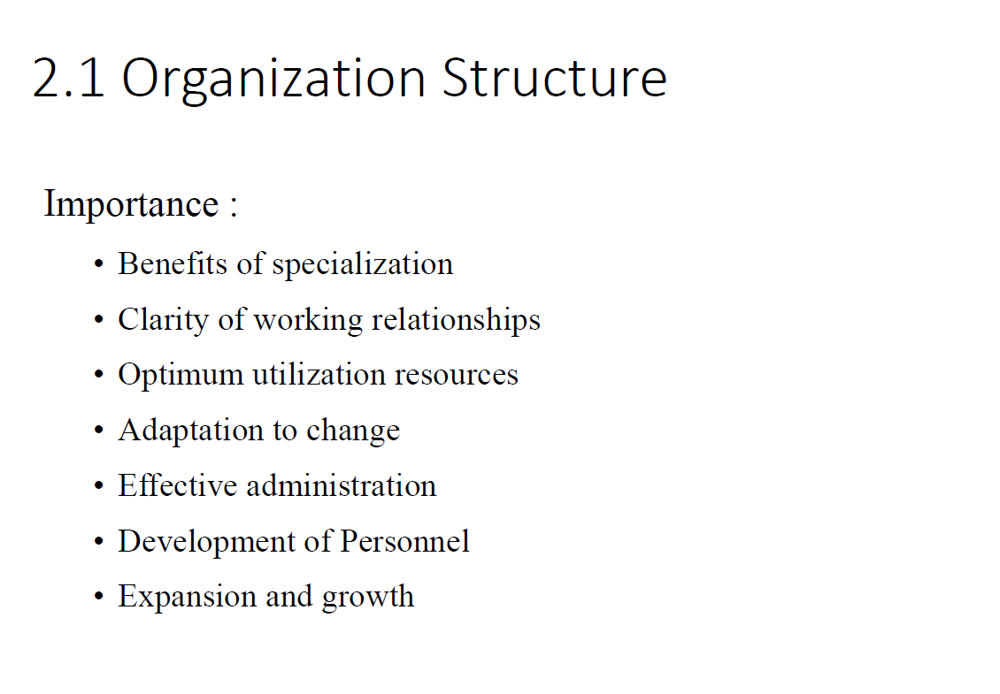 2.1 Organization Structure
Importance :
• Benefits of specialization
• Clarity of working relationships
• Optimum utilization resources
• Adaptation to change
• Effective administration
• Development of Personnel
• Expansion and growth